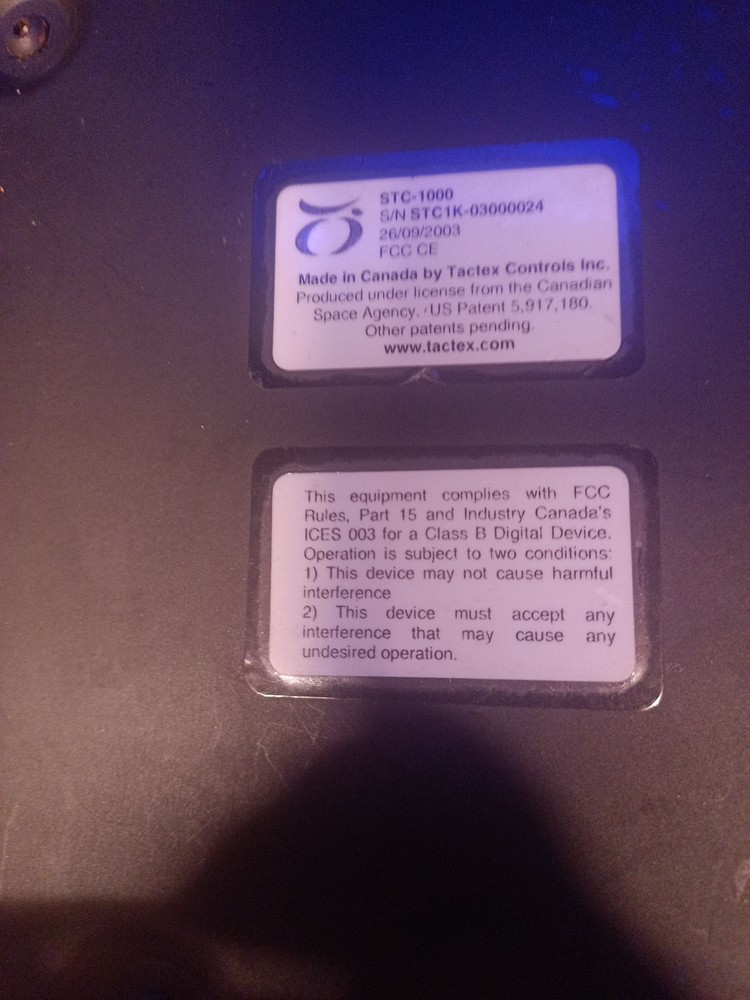 STC-1000
S/N STC1K-03000024
26/09/2003
FCC CE
Made in Canada by Tactex Controls Inc.
Produced under license from the Canadian
Space Agency. US Patent 5,917,180.
Other patents pending.
www.tactex.com
This equipment complies with FCC
Rules, Part 15 and Industry Canada's
ICES 003 for a Class B Digital Device.
Operation is subject to two conditions:
1) This device may not cause harmful
interference
2) This device must accept any
interference that may cause any
undesired operation.